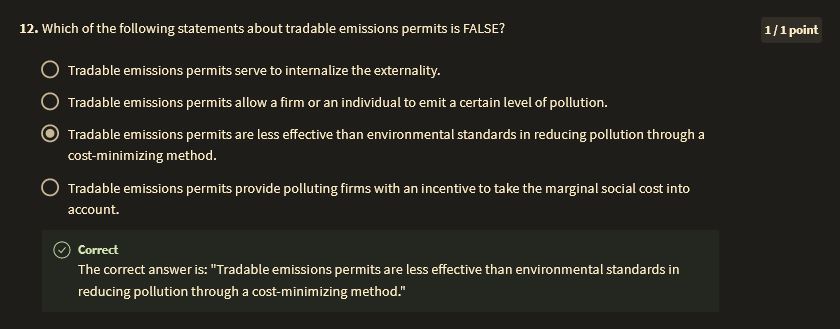 12. Which of the following statements about tradable emissions permits is FALSE?
1 / 1 point
Tradable emissions permits serve to internalize the externality.
Tradable emissions permits allow a firm or an individual to emit a certain level of pollution.
Tradable emissions permits are less effective than environmental standards in reducing pollution through a
cost-minimizing method.
Tradable emissions permits provide polluting firms with an incentive to take the marginal social cost into
account.
Correct
The correct answer is: "Tradable emissions permits are less effective than environmental standards in
reducing pollution through a cost-minimizing method."